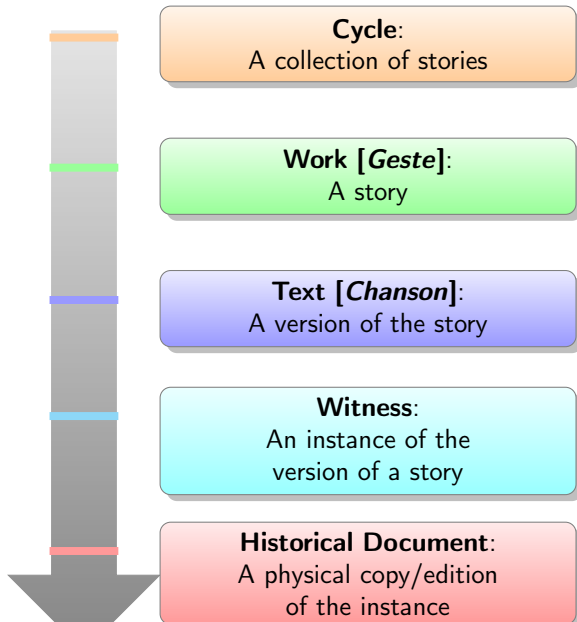 Cycle:
A collection of stories
Work [Geste]:
A story
Text [Chanson]:
A version of the story
Witness:
An instance of the
version of a story
Historical Document:
A physical copy/edition
of the instance